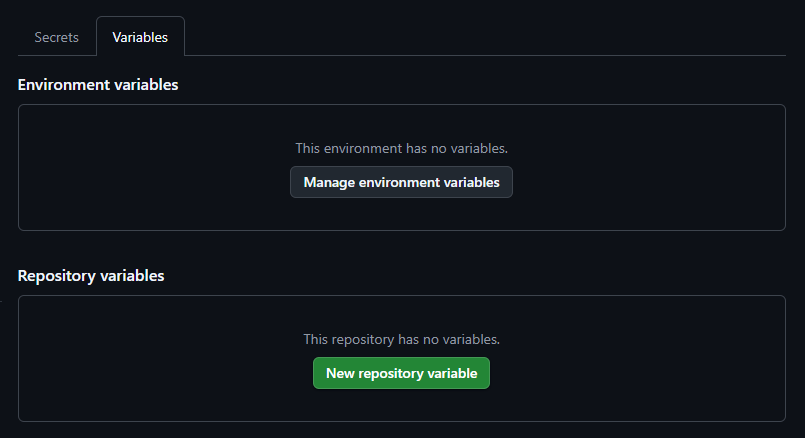 Secrets
Variables
Environment variables
This environment has no variables.
Manage environment variables
Repository variables
This repository has no variables.
New repository variable